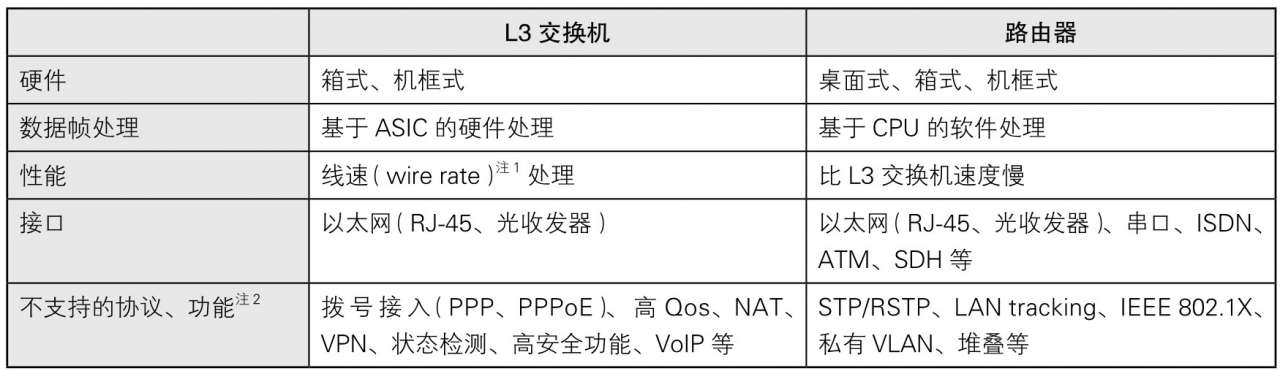 L3 交换机 路由器
硬件 箱式、机框式 桌面式、箱式、机框式
数据帧处理 基于 ASIC 的硬件处理 基于 CPU 的软件处理
性能 线速( wire rate )注1 处理 比 L3 交换机速度慢
接口 以太网( RJ-45、光收发器 ) 以太网( RJ-45、光收发器 )、串口、ISDN、
ATM、SDH 等
不支持的协议、功能注2 拨号接入( PPP、PPPoE )、高 Qos、NAT、 STP/RSTP、LAN tracking、IEEE 802.1X、
VPN、状态检测、高安全功能、VoIP 等 私有 VLAN、堆叠等